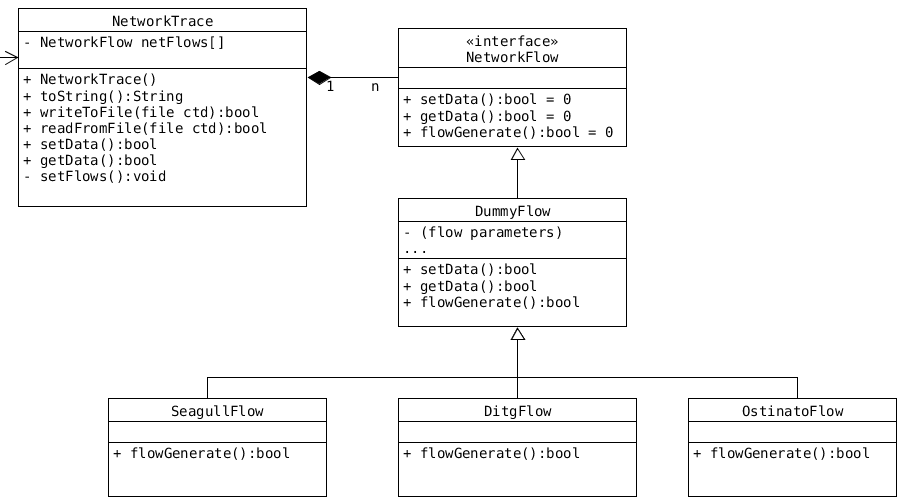 NetworkTrace
- NetworkFlow netFlows[]
+ NetworkTrace()
+ toString():String
+ writeToFile(file ctd):bool
+ readFromFile(file ctd):bool
+ setData():bool
+ getData():bool
- setFlows():void
1
n
«interface»
NetworkFlow
+ setData():bool = 0
+ getData():bool = 0
+ flowGenerate():bool = 0
DummyFlow
- (flow parameters)
...
+ setData():bool
+ getData():bool
+ flowGenerate():bool
SeagullFlow
+ flowGenerate():bool
DitgFlow
+ flowGenerate():bool
OstinatoFlow
+ flowGenerate():bool